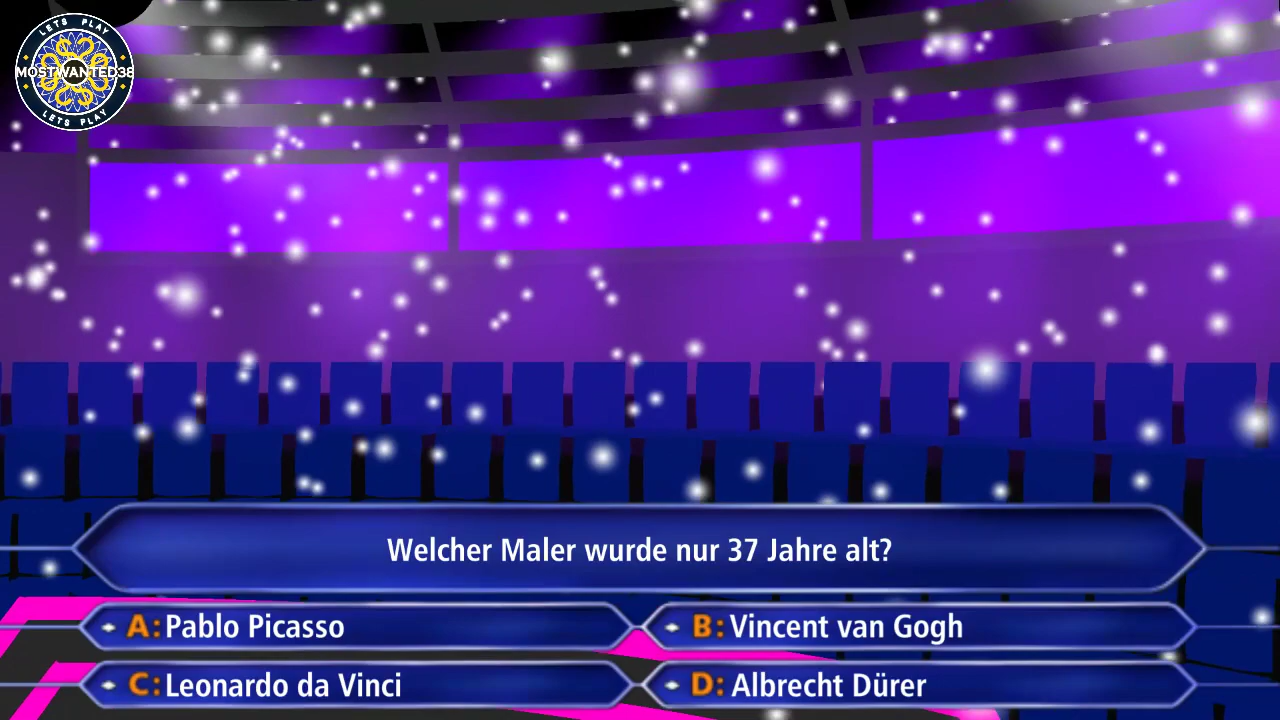 LETS PLAY
MOSTWANTED38
LETS PLAY
Welcher Maler wurde nur 37 Jahre alt?
A: Pablo Picasso
B: Vincent van Gogh
C: Leonardo da Vinci
D: Albrecht Dürer